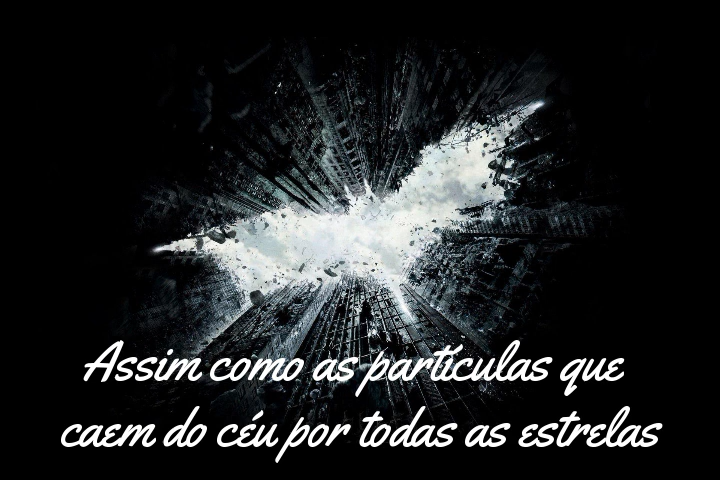 Assim como as partículas que
caem do céu por todas as estrelas